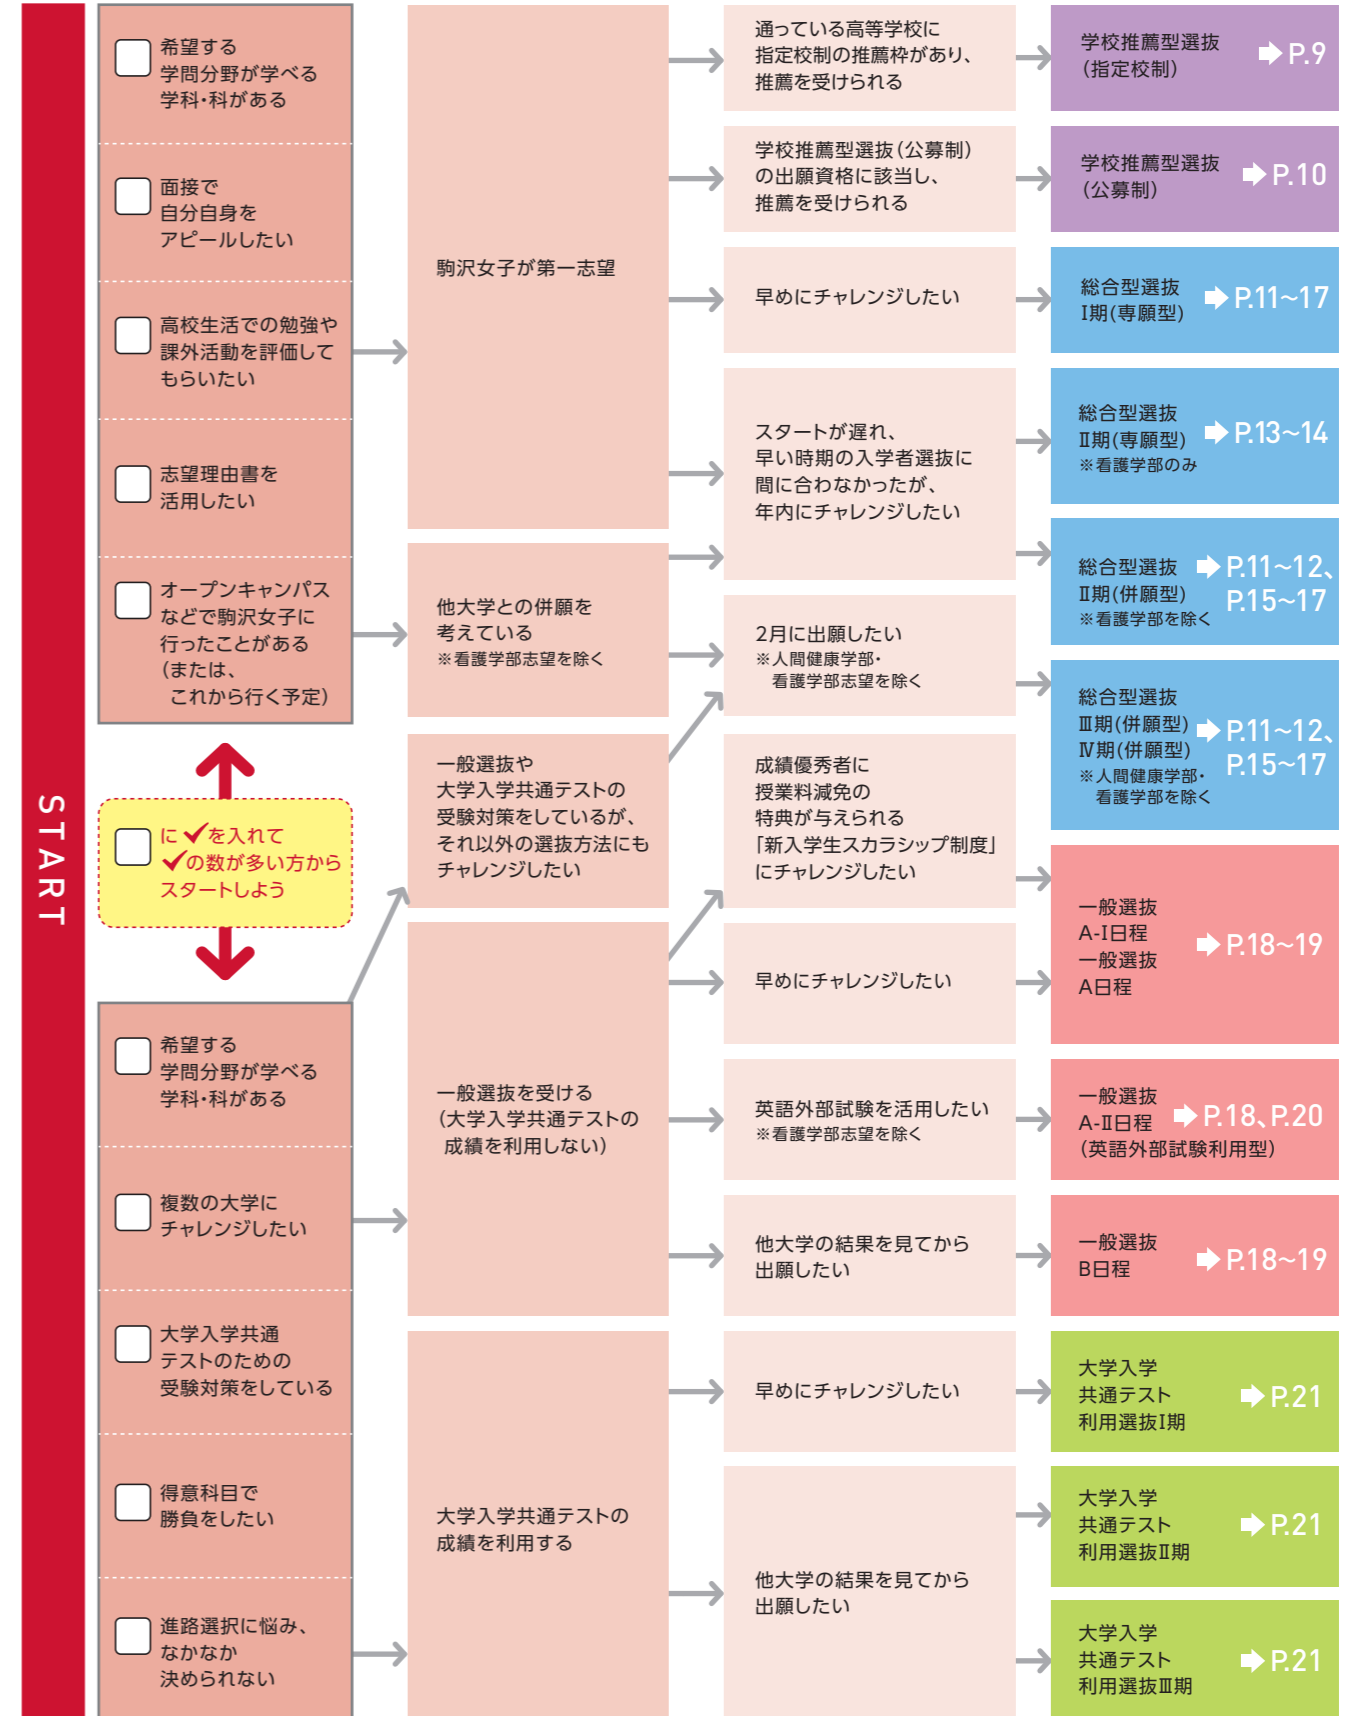 START
希望する
学問分野が学べる
学科・科がある
面接で
自分自身を
アピールしたい
高校生活での勉強や
課外活動を評価して
もらいたい
志望理由書を
活用したい
オープンキャンパス
などで駒沢女子に
行ったことがある
（または、
これから行く予定）
に✔を入れて
✔の数が多い方から
スタートしよう
希望する
学問分野が学べる
学科・科がある
複数の大学に
チャレンジしたい
大学入学共通
テストのための
受験対策をしている
得意科目で
勝負をしたい
進路選択に悩み、
なかなか
決められない
駒沢女子が第一志望
他大学との併願を
考えている
※看護学部志望を除く
一般選抜や
大学入学共通テストの
受験対策をしているが、
それ以外の選抜方法にも
チャレンジしたい
一般選抜を受ける
（大学入学共通テストの
成績を利用しない）
大学入学共通テストの
成績を利用する
通っている高等学校に
指定校制の推薦枠があり、
推薦を受けられる
学校推薦型選抜（公募制）
の出願資格に該当し、
推薦を受けられる
早めにチャレンジしたい
スタートが遅れ、
早い時期の入学者選抜に
間に合わなかったが、
年内にチャレンジしたい
2月に出願したい
※人間健康学部・
看護学部志望を除く
成績優秀者に
授業料減免の
特典が与えられる
「新入学生スカラシップ制度」
にチャレンジしたい
早めにチャレンジしたい
英語外部試験を活用したい
※看護学部志望を除く
他大学の結果を見てから
出願したい
早めにチャレンジしたい
他大学の結果を見てから
出願したい
学校推薦型選抜
（指定校制）
➡P.9
学校推薦型選抜
（公募制）
➡P.10
総合型選抜
Ⅰ期(専願型)
➡P.11〜17
総合型選抜
Ⅱ期(専願型)
※看護学部のみ
➡P.13〜14
総合型選抜
Ⅱ期(併願型)
※看護学部を除く
➡P.11〜12、
P.15〜17
総合型選抜
Ⅲ期(併願型)
Ⅳ期(併願型)
※人間健康学部・
看護学部を除く
➡P.11〜12、
P.15〜17
一般選抜
A-Ⅰ日程
一般選抜
A日程
➡P.18〜19
一般選抜
A-Ⅱ日程
（英語外部試験利用型）
➡P.18、P.20
一般選抜
B日程
➡P.18〜19
大学入学
共通テスト
利用選抜Ⅰ期
➡P.21
大学入学
共通テスト
利用選抜Ⅱ期
➡P.21
大学入学
共通テスト
利用選抜Ⅲ期
➡P.21